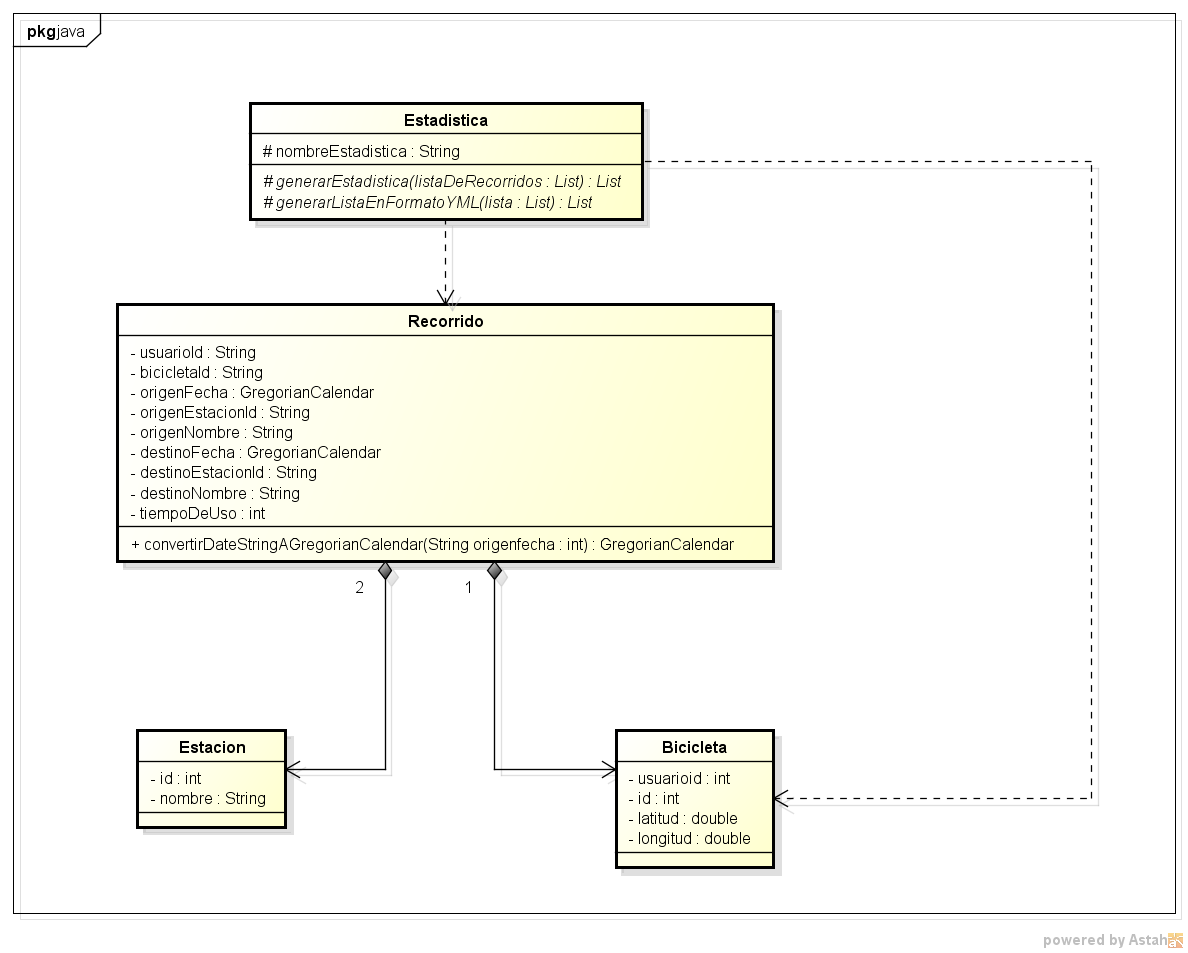 pkg java
Estadistica
# nombreEstadistica : String
# generarEstadistica(listaDeRecorridos : List) : List
# generarListaEnFormatoYML(lista : List) : List
Recorrido
- usuarioId : String
- bicicletaId : String
- origenFecha : GregorianCalendar
- origenEstacionId : String
- origenNombre : String
- destinoFecha : GregorianCalendar
- destinoEstacionId : String
- destinoNombre : String
- tiempoDeUso : int
+ convertirDateStringAGregorianCalendar(String origenfecha : int) : GregorianCalendar
2
1
Estacion
- id : int
- nombre : String
Bicicleta
- usuarioid : int
- id : int
- latitud : double
- longitud : double
powered by Astah